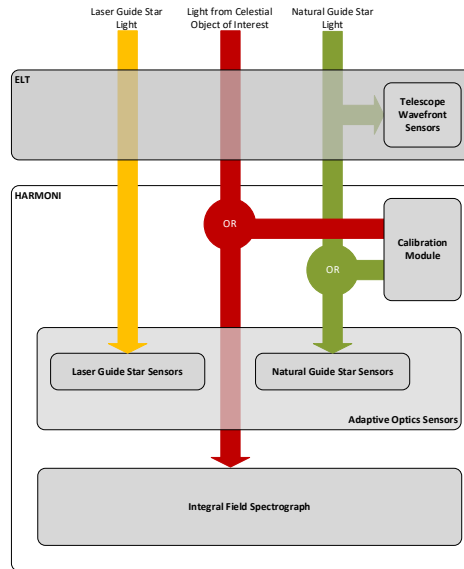 Laser Guide Star
Light
Light from Celestial
Object of Interest
Natural Guide Star
Light
ELT
Telescope
Wavefront
Sensors
HARMONI
OR
Calibration
Module
OR
Laser Guide Star Sensors
Natural Guide Star Sensors
Adaptive Optics Sensors
Integral Field Spectrograph